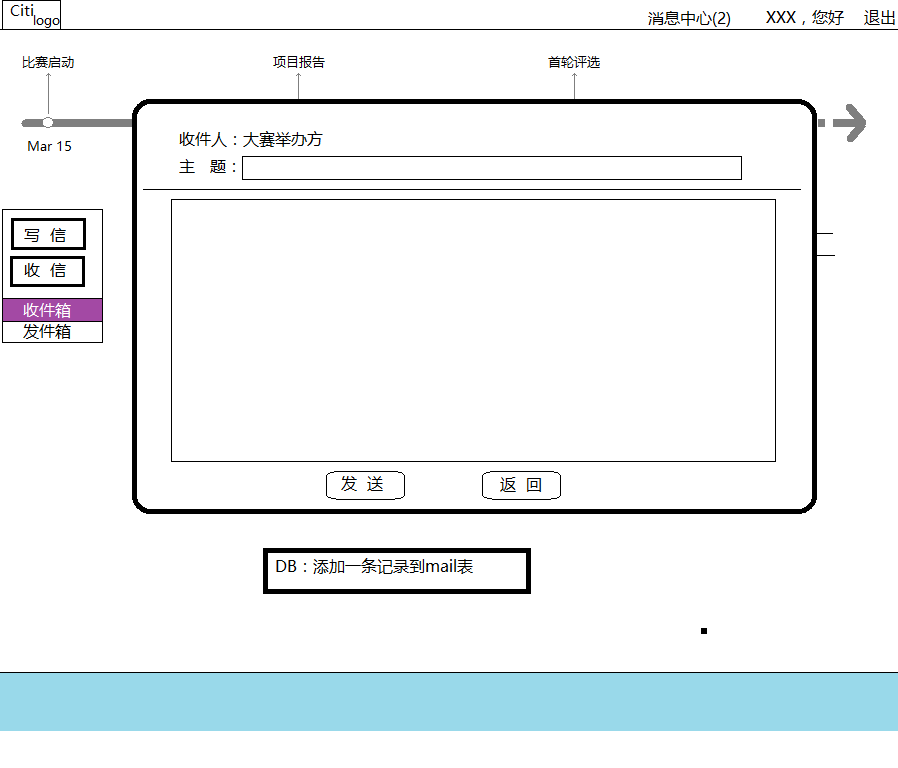 Citi
logo
消息中心(2) XXX，您好 退出
比赛启动 项目报告 首轮评选
Mar 15
收件人：大赛举办方
主 题：
写 信
收 信
收件箱
发件箱
发 送 返 回
DB：添加一条记录到mail表